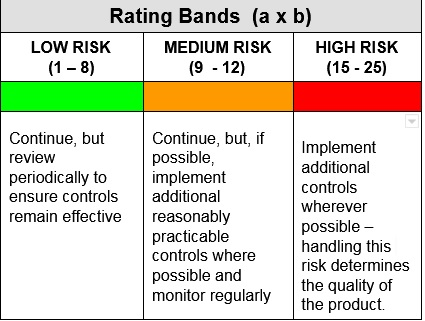 Rating Bands (a x b)
LOW RISK
(1 – 8)
MEDIUM RISK
(9 - 12)
HIGH RISK
(15 - 25)
Continue, but
review
periodically to
ensure controls
remain effective
Continue, but, if
possible,
implement
additional
reasonably
practicable
controls where
possible and
monitor regularly
Implement
additional
controls
wherever
possible –
handling this
risk determines
the quality of
the product.